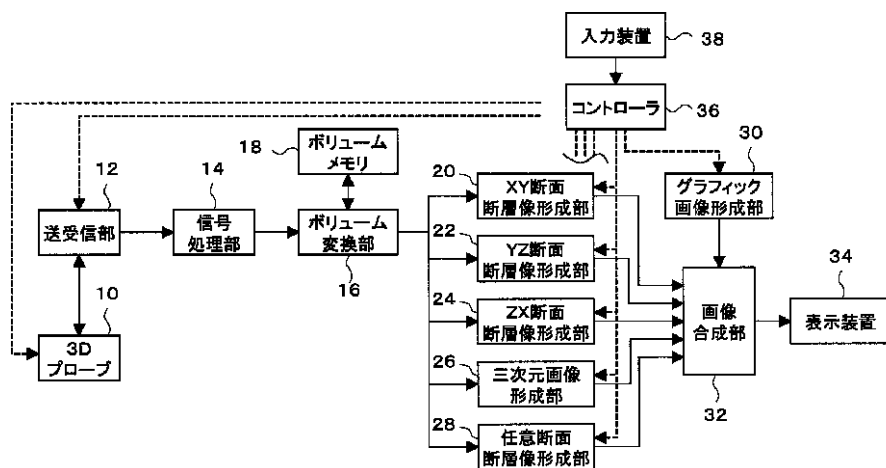 入力装置
38
コントローラ
36
18
ボリューム
メモリ
30
グラフィック
画像形成部
12
送受信部
14
信号
処理部
ボリューム
変換部
16
20
XY断面
断層像形成部
22
YZ断面
断層像形成部
24
ZX断面
断層像形成部
26
三次元画像
形成部
28
任意断面
断層像形成部
画像
合成部
32
34
表示装置
10
3D
プローブ